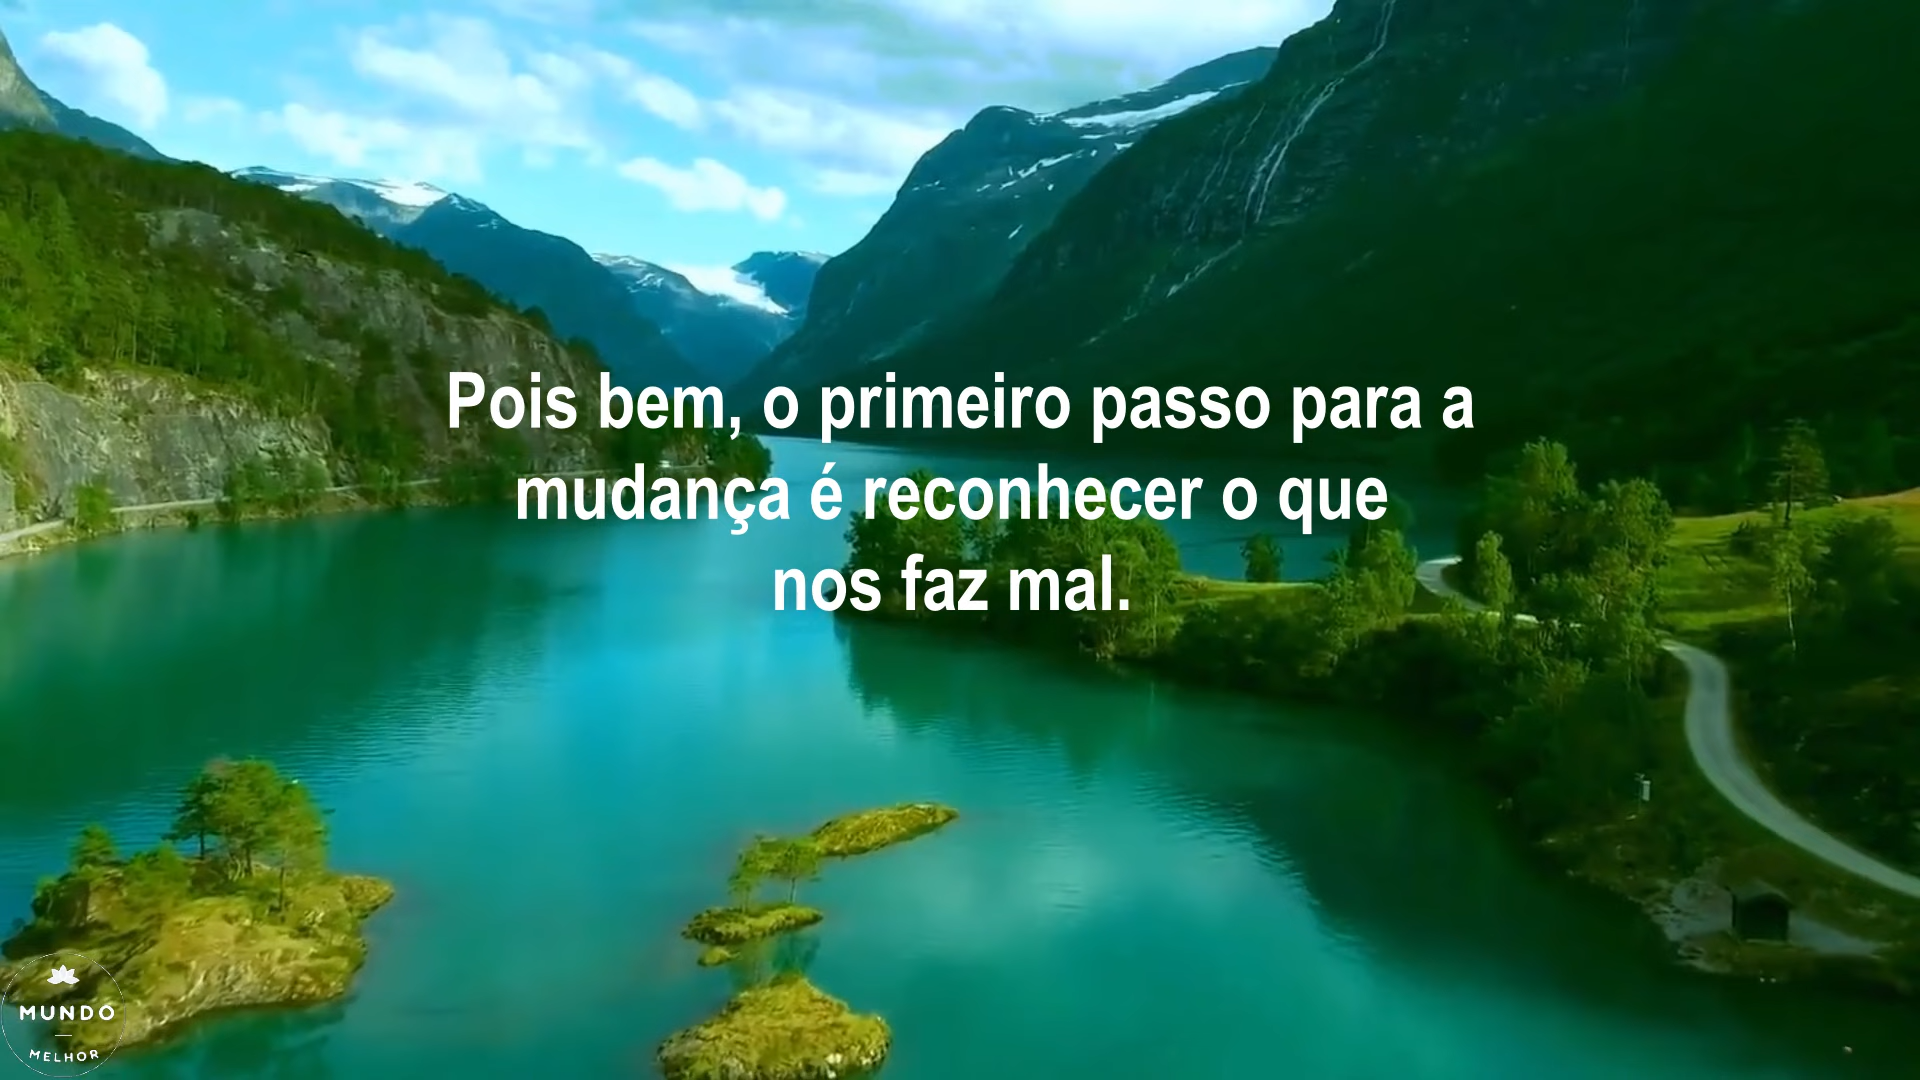 Pois bem, o primeiro passo para a
mudança é reconhecer o que
nos faz mal.
MUNDO
MELHOR